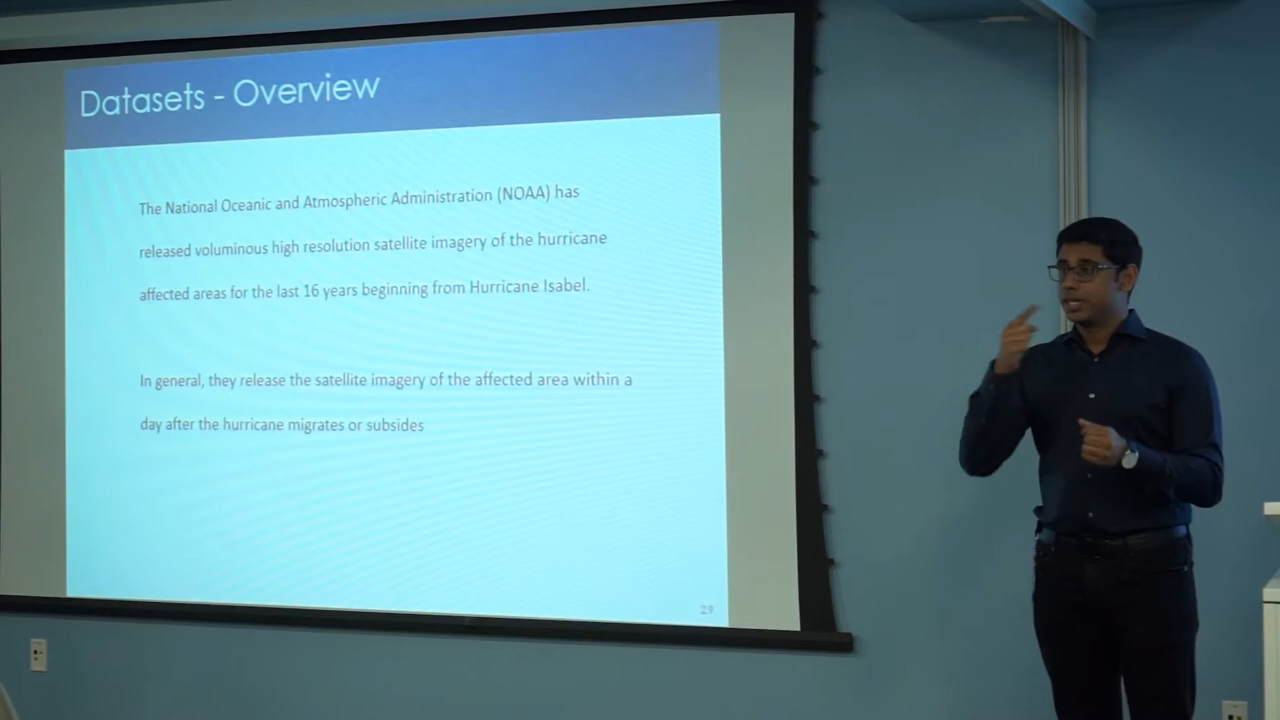 Datasets - Overview
The National Oceanic and Atmospheric Administration (NOAA) has
released voluminous high resolution satellite imagery of the hurricane
affected areas for the last 16 years beginning from Hurricane Isabel.
In general, they release the satellite imagery of the affected area within a
day after the hurricane migrates or subsides
29